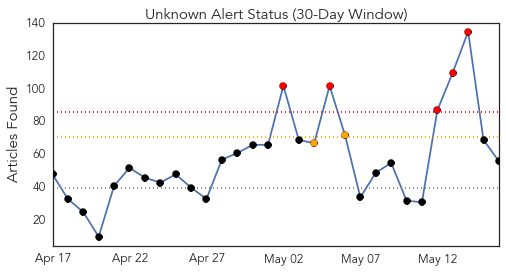 Unknown Alert Status (30-Day Window)
Articles Found
140
120
100
80
60
40
20
Apr 17
Apr 22
Apr 27
May 02
May 07
May 12